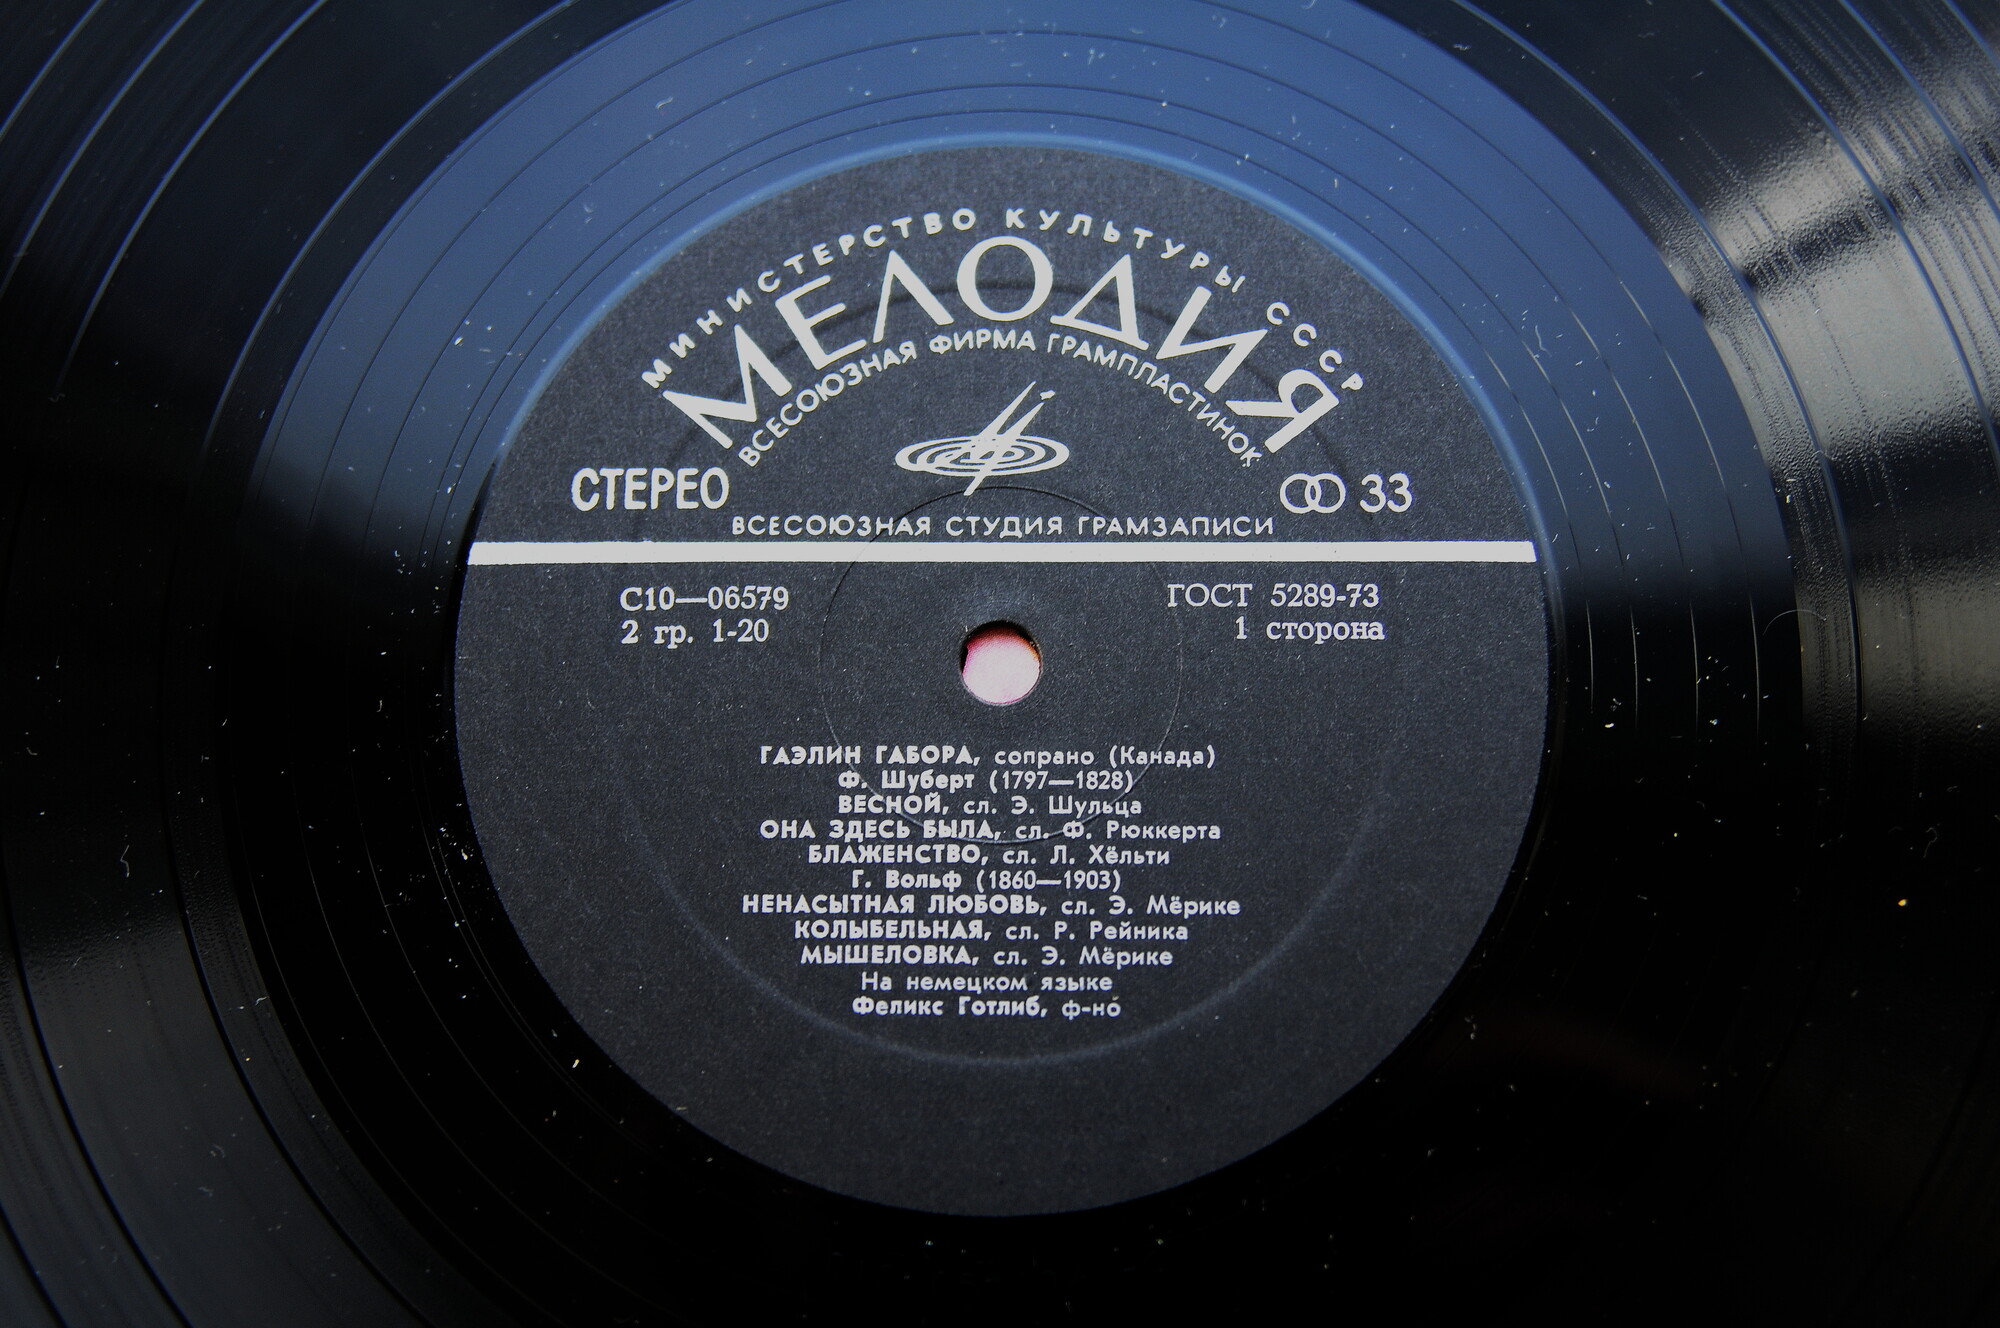 МИНИСТЕРСТВО КУЛЬТУРЫ СССР
МЕЛОДИЯ
ВСЕСОЮЗНАЯ ФИРМА ГРАМПЛАСТИНОК
СТЕРЕО
33
ВСЕСОЮЗНАЯ СТУДИЯ ГРАМЗАПИСИ
С10—06579
ГОСТ 5289-73
2 гр. 1-20
1 сторона
ГАЭЛИН ГАБОРА, сопрано (Канада)
Ф. Шуберт (1797—1828)
ВЕСНОЙ, сл. Э. Шульца
ОНА ЗДЕСЬ БЫЛА, сл. Ф. Рюккерта
БЛАЖЕНСТВО, сл. Л. Хёльти
Г. Вольф (1860—1903)
НЕНАСЫТНАЯ ЛЮБОВЬ, сл. Э. Мёрике
КОЛЫБЕЛЬНАЯ, сл. Р. Рейника
МЫШЕЛОВКА, сл. Э. Мёрике
На немецком языке
Феликс Готлиб, ф-но